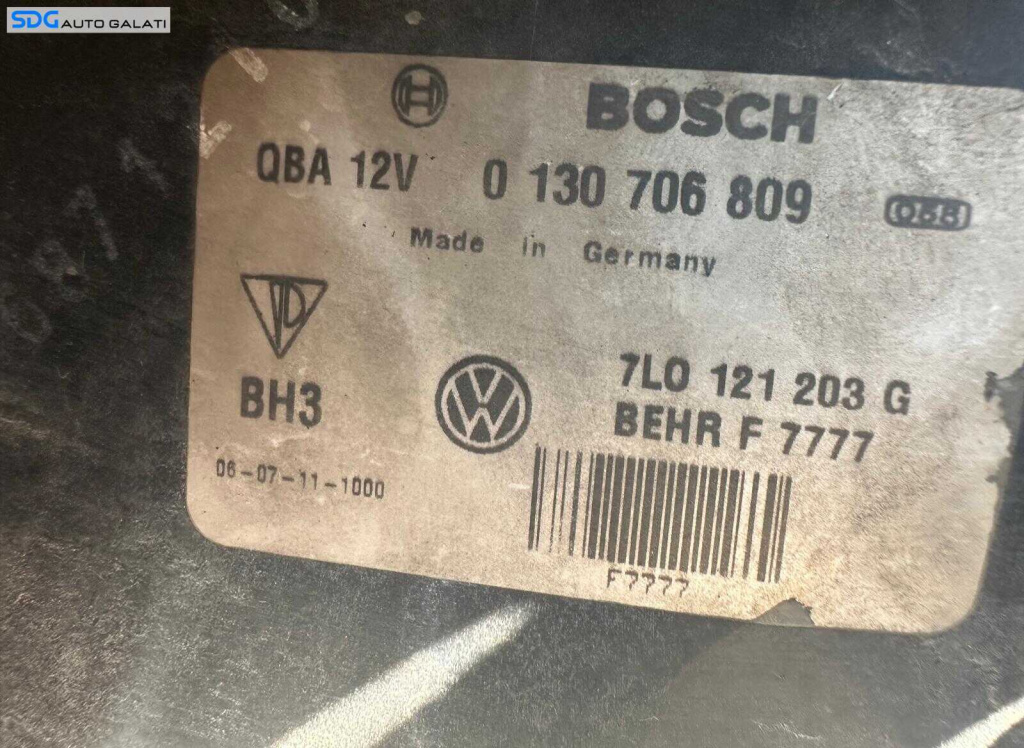 SDG AUTO GALATI
BOSCH
QBA 12V 0 130 706 809
Made in Germany
VD
7L0 121 203 G
BH3
BEHR F 7777
06-07-11-1000
F7777